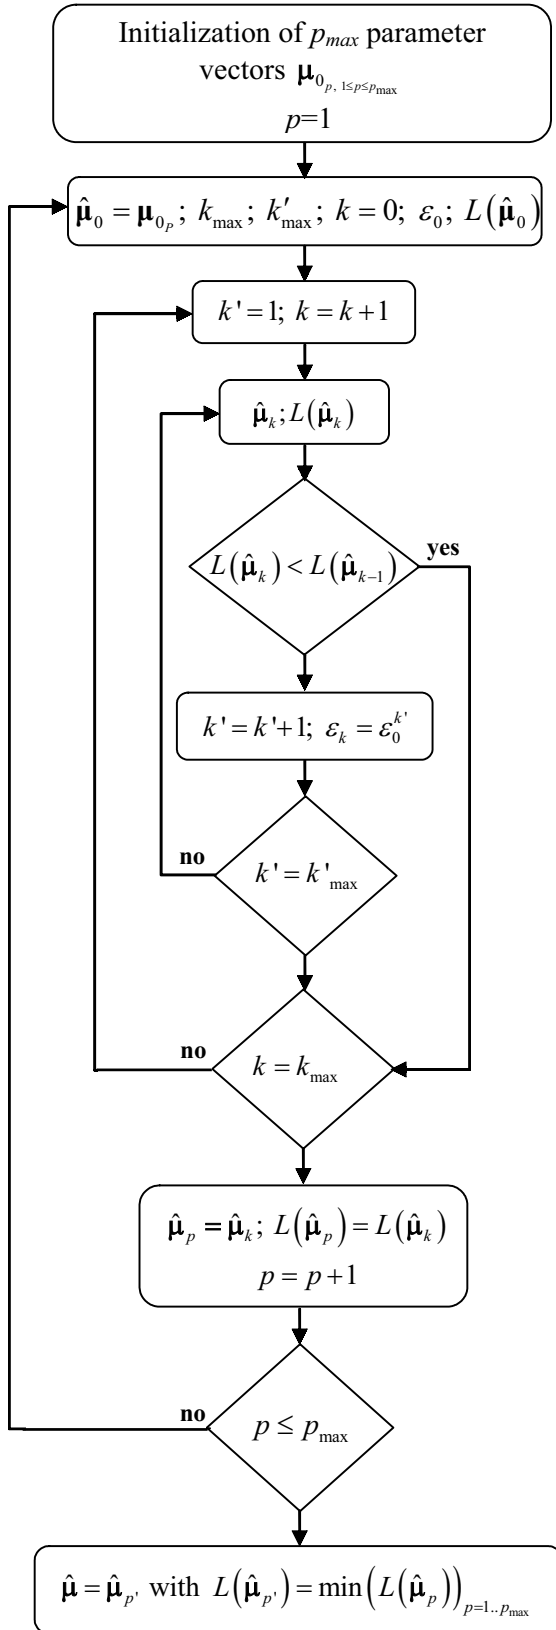 Initialization of p_max parameter
vectors μ_{0_{p, 1≤p≤p_max}}
p=1
μ̂_0 = μ_{0_P}; k_max; k′_max; k = 0; ε_0; L(μ̂_0)
k' = 1; k = k + 1
μ̂_k; L(μ̂_k)
L(μ̂_k) < L(μ̂_{k−1})
yes
k' = k' + 1; ε_k = ε_0^{k'}
no
k' = k'_max
no
k = k_max
μ̂_p = μ̂_k; L(μ̂_p) = L(μ̂_k)
p = p + 1
no
p ≤ p_max
μ̂ = μ̂_{p'} with L(μ̂_{p'}) = min(L(μ̂_p))_{p=1..p_max}